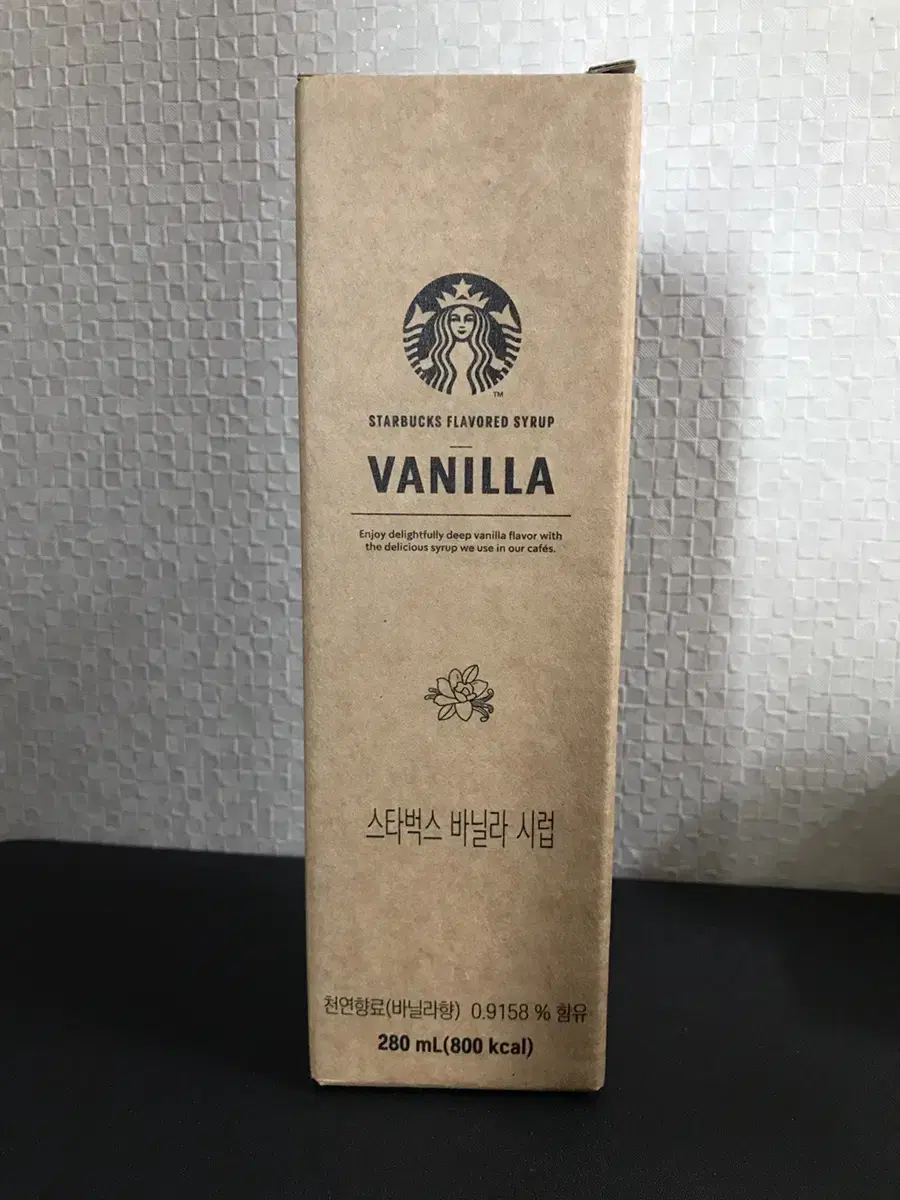 TM
STARBUCKS FLAVORED SYRUP
VANILLA
Enjoy delightfully deep vanilla flavor with
the delicious syrup we use in our cafés.
스타벅스 바닐라 시럽
천연향료(바닐라향) 0.9158 % 함유
280 mL(800 kcal)